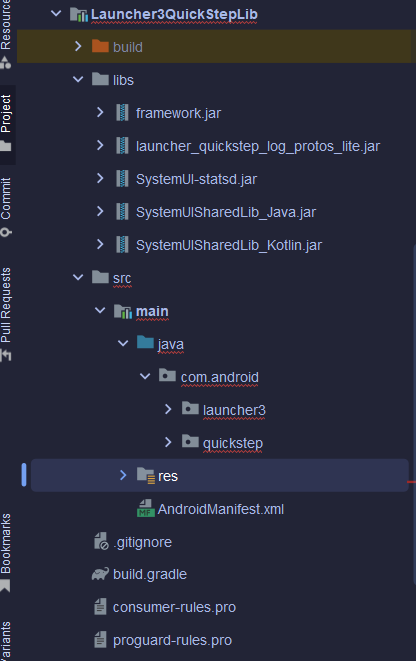 Launcher3QuickStepLib
build
libs
framework.jar
launcher_quickstep_log_protos_lite.jar
SystemUI-statsd.jar
SystemUISharedLib_Java.jar
SystemUISharedLib_Kotlin.jar
src
main
java
com.android
launcher3
quickstep
res
MF AndroidManifest.xml
.gitignore
build.gradle
consumer-rules.pro
proguard-rules.pro
Project
Commit
Pull Requests
Bookmarks